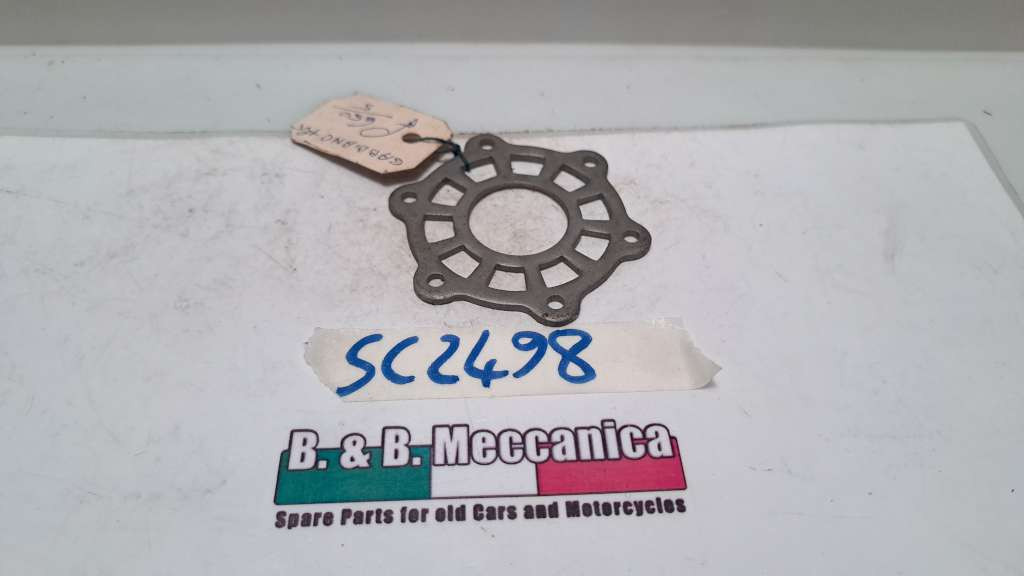 SC2498
B. & B. Meccanica
Spare Parts for old Cars and Motorcycles